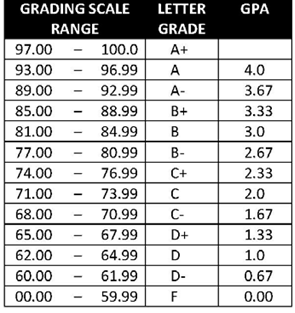 GRADING SCALE RANGE LETTER GRADE GPA
97.00 – 100.0 A+
93.00 – 96.99 A 4.0
89.00 – 92.99 A- 3.67
85.00 – 88.99 B+ 3.33
81.00 – 84.99 B 3.0
77.00 – 80.99 B- 2.67
74.00 – 76.99 C+ 2.33
71.00 – 73.99 C 2.0
68.00 – 70.99 C- 1.67
65.00 – 67.99 D+ 1.33
62.00 – 64.99 D 1.0
60.00 – 61.99 D- 0.67
00.00 – 59.99 F 0.00